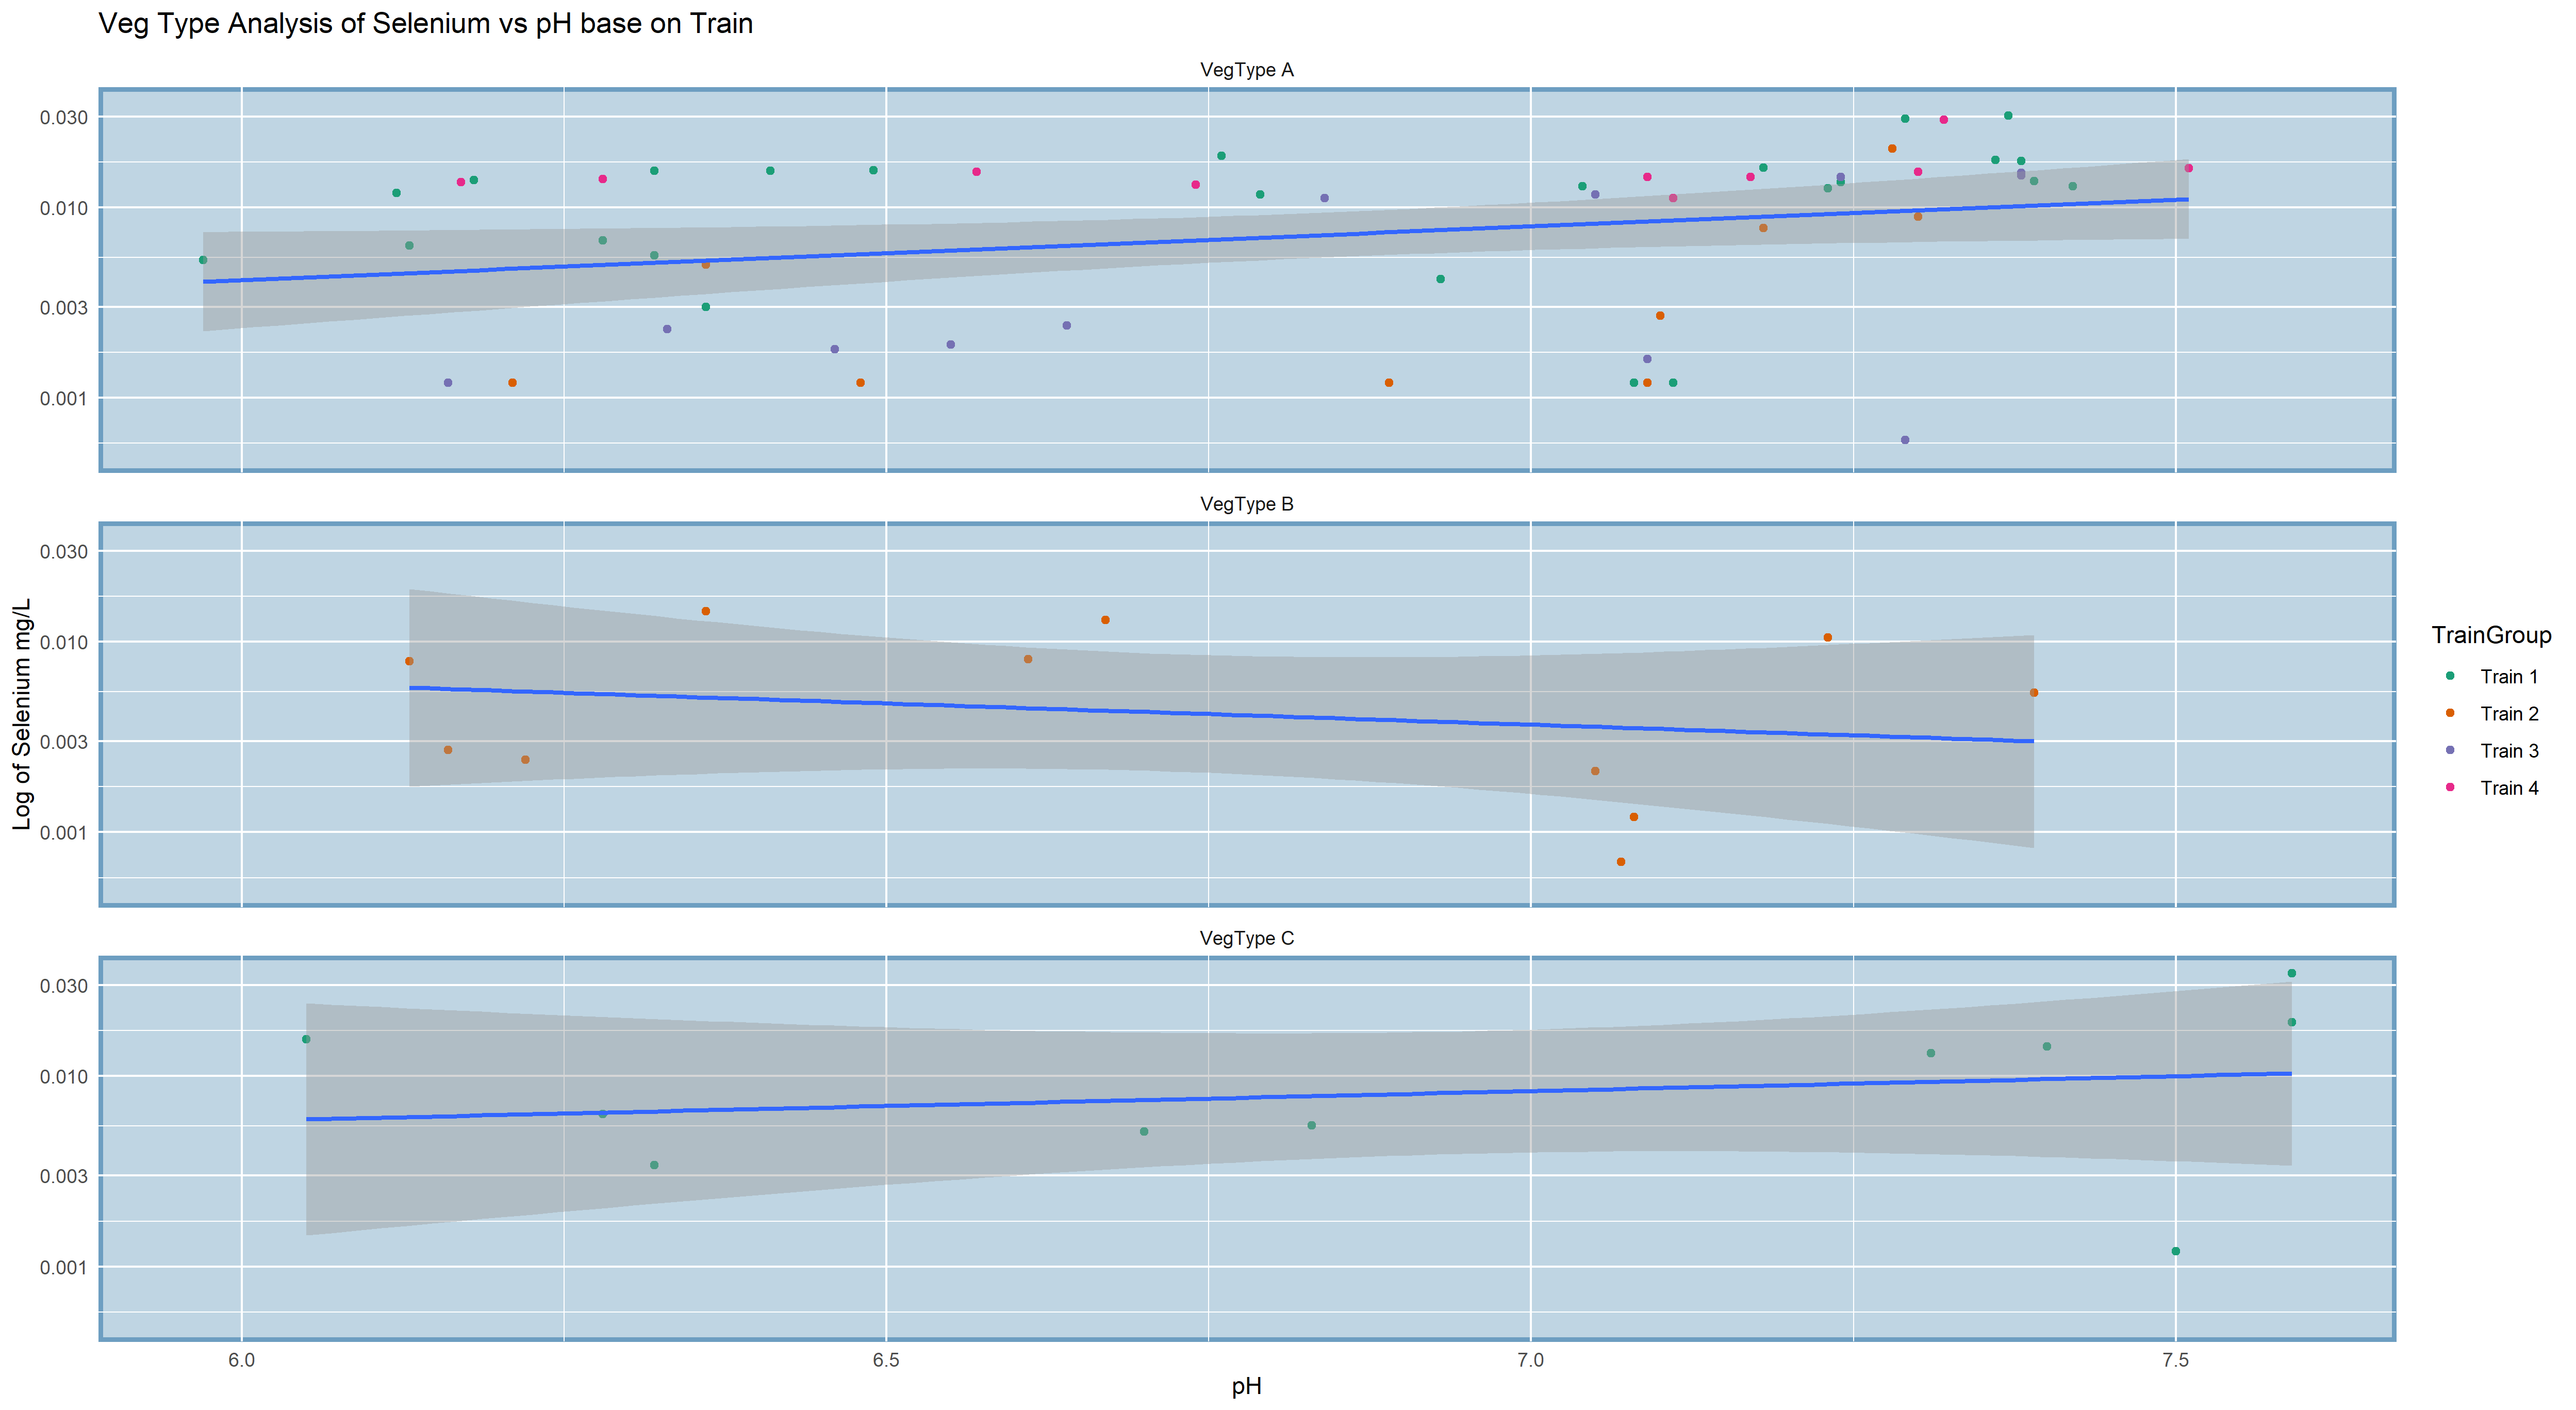 Veg Type Analysis of Selenium vs pH base on Train
VegType A
0.030
0.010
0.003
0.001
VegType B
0.030
0.010
0.003
0.001
VegType C
0.030
0.010
0.003
0.001
6.0 6.5 7.0 7.5
pH
Log of Selenium mg/L
TrainGroup
Train 1
Train 2
Train 3
Train 4